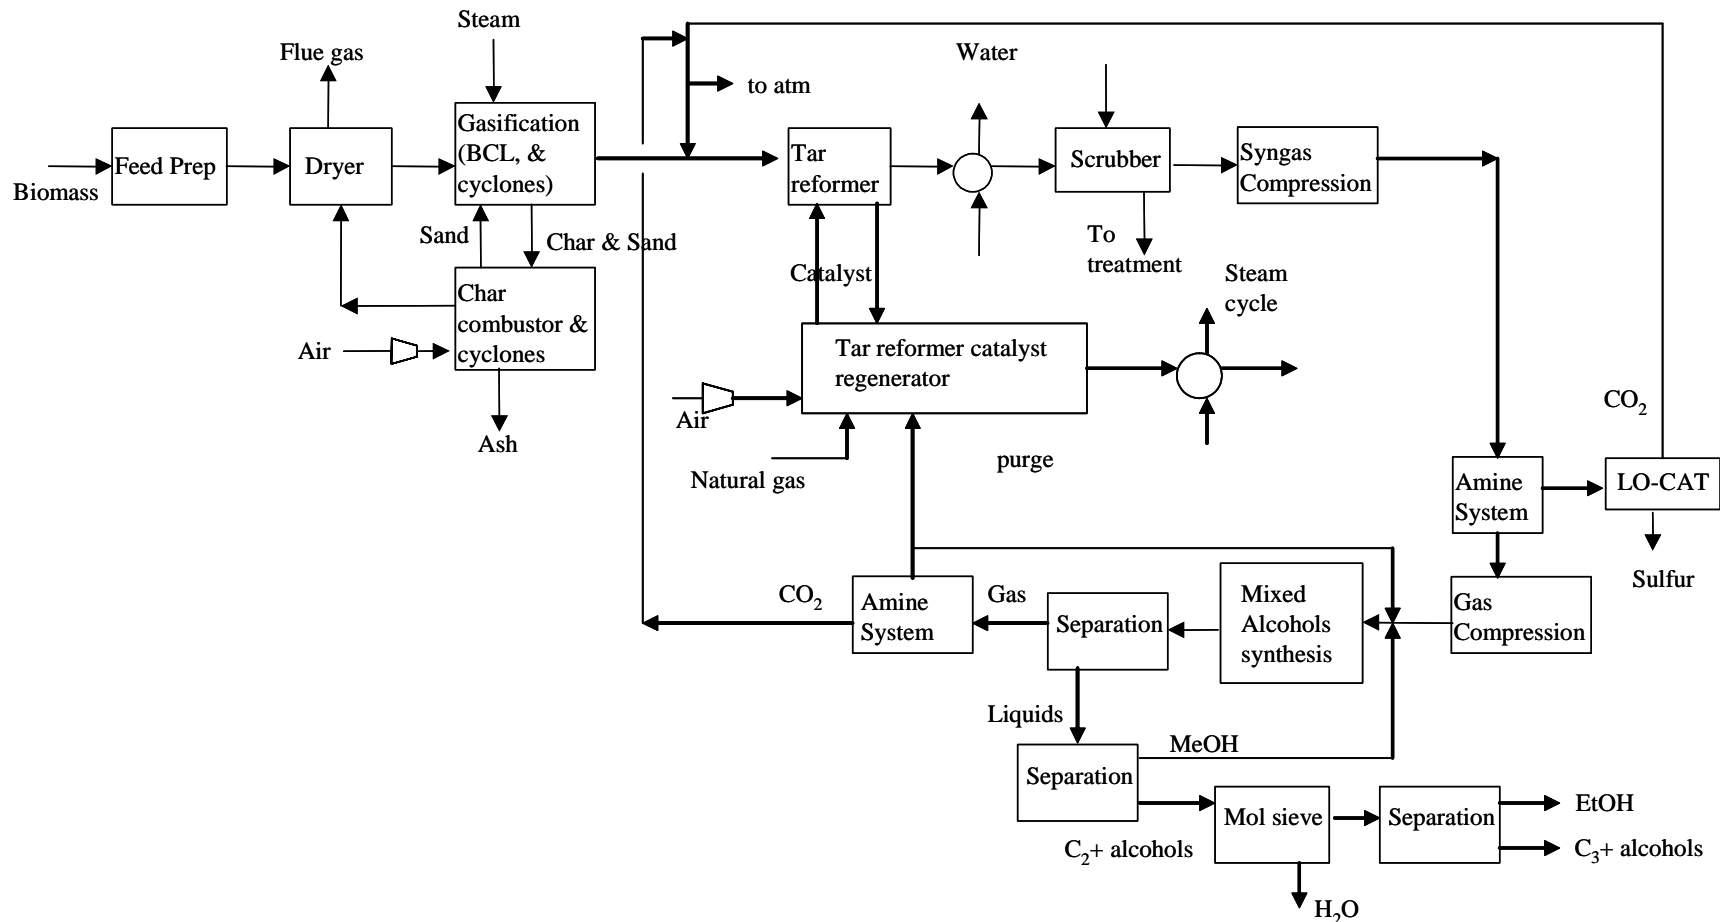 Steam
Flue gas
to atm
Water
Biomass
Feed Prep
Dryer
Gasification
(BCL, &
cyclones)
Tar
reformer
Scrubber
Syngas
Compression
Sand
Char & Sand
To
treatment
Char
combustor &
cyclones
Air
Ash
Catalyst
Steam
cycle
Tar reformer catalyst
regenerator
Air
Natural gas
purge
CO₂
Amine
System
LO-CAT
Sulfur
CO₂
Amine
System
Gas
Separation
Mixed
Alcohols
synthesis
Gas
Compression
Liquids
Separation
MeOH
C₂+ alcohols
Mol sieve
Separation
EtOH
C₃+ alcohols
H₂O